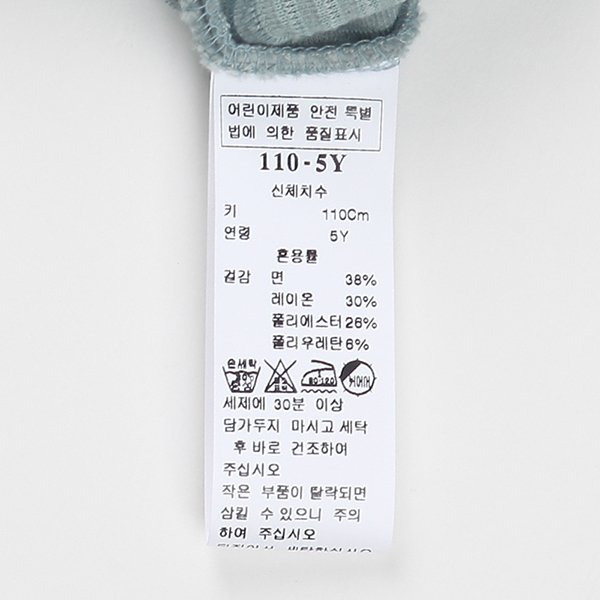 어린이제품 안전 특별
법에 의한 품질표시
110-5Y
신체치수
키 110Cm
연령 5Y
혼용률
겉감 면 38%
레이온 30%
폴리에스터 26%
폴리우레탄 6%
손세탁
80-120
드라이
세제에 30분 이상
담가두지 마시고 세탁
후 바로 건조하여
주십시오
작은 부품이 탈락되면
삼킬 수 있으니 주의
하여 주십시오